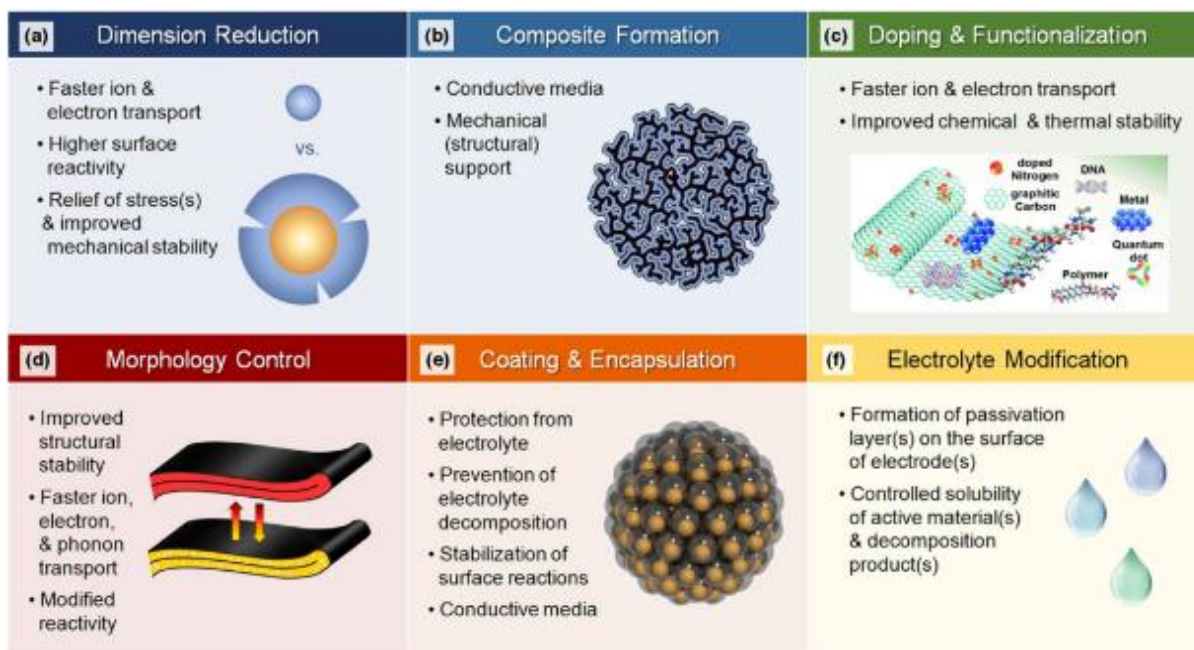 (a) Dimension Reduction
• Faster ion &
electron transport
• Higher surface
reactivity
• Relief of stress(s)
& improved
mechanical stability
vs.
(b) Composite Formation
• Conductive media
• Mechanical
(structural)
support
(c) Doping & Functionalization
• Faster ion & electron transport
• Improved chemical & thermal stability
doped
Nitrogen
graphitic
Carbon
DNA
Metal
Quantum
dot
Polymer
(d) Morphology Control
• Improved
structural
stability
• Faster ion,
electron,
& phonon
transport
• Modified
reactivity
(e) Coating & Encapsulation
• Protection from
electrolyte
• Prevention of
electrolyte
decomposition
• Stabilization of
surface reactions
• Conductive media
(f) Electrolyte Modification
• Formation of passivation
layer(s) on the surface
of electrode(s)
• Controlled solubility
of active material(s)
& decomposition
product(s)